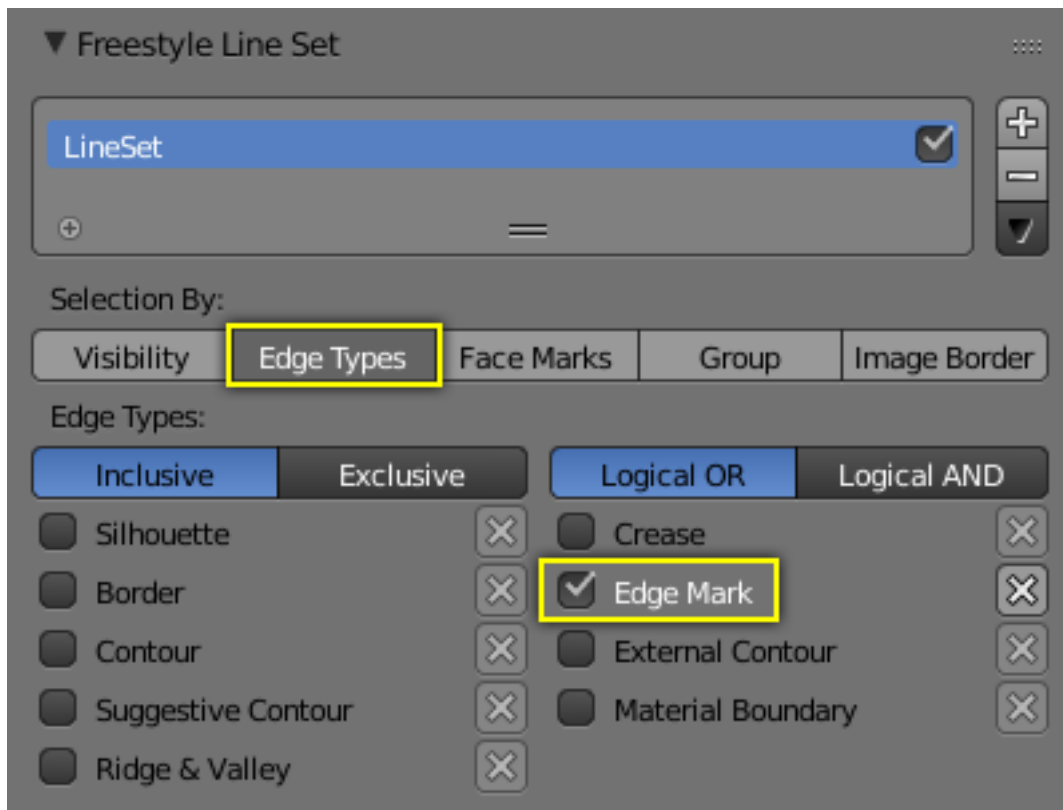 Freestyle Line Set
LineSet
Selection By:
Visibility Edge Types Face Marks Group Image Border
Edge Types:
Inclusive Exclusive Logical OR Logical AND
Silhouette Crease
Border Edge Mark
Contour External Contour
Suggestive Contour Material Boundary
Ridge & Valley